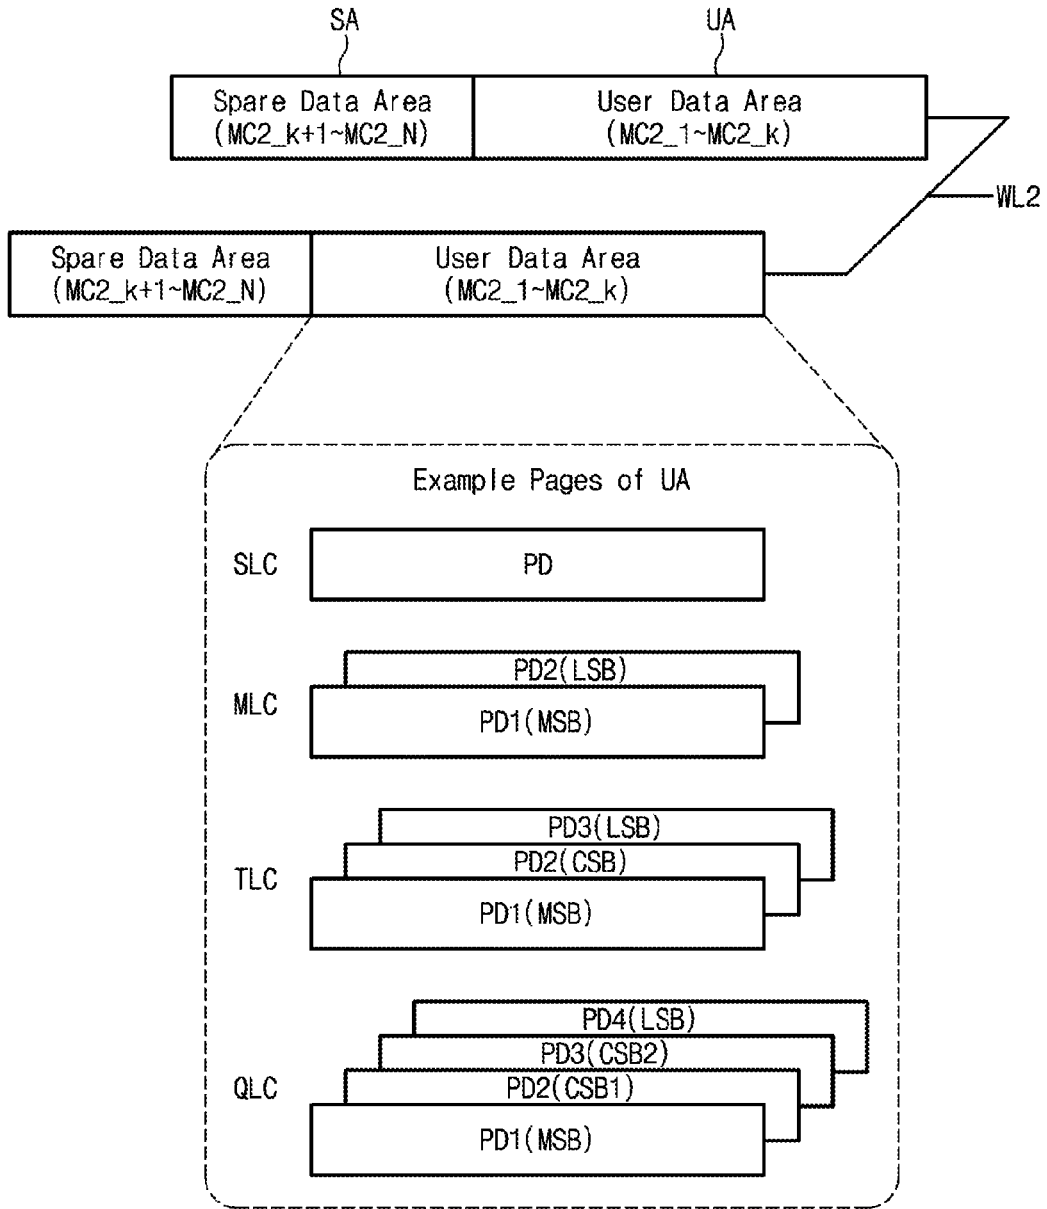 SA
UA
Spare Data Area
(MC2_k+1~MC2_N)
User Data Area
(MC2_1~MC2_k)
WL2
Spare Data Area
(MC2_k+1~MC2_N)
User Data Area
(MC2_1~MC2_k)
Example Pages of UA
SLC
PD
MLC
PD2(LSB)
PD1(MSB)
TLC
PD3(LSB)
PD2(CSB)
PD1(MSB)
QLC
PD4(LSB)
PD3(CSB2)
PD2(CSB1)
PD1(MSB)